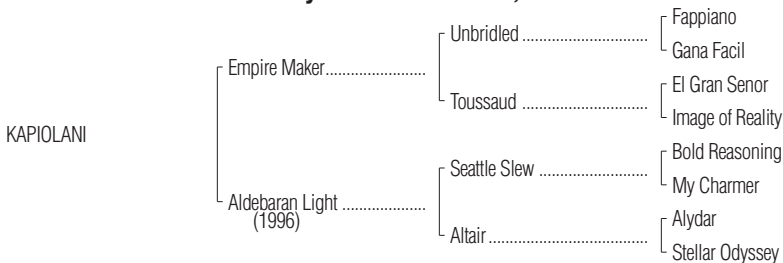 Fappiano
Unbridled ..............................
Gana Facil
Empire Maker........................
El Gran Senor
Toussaud ..............................
Image of Reality
KAPIOLANI
Bold Reasoning
Seattle Slew ..........................
My Charmer
Aldebaran Light ....................
(1996)
Alydar
Altair......................................
Stellar Odyssey